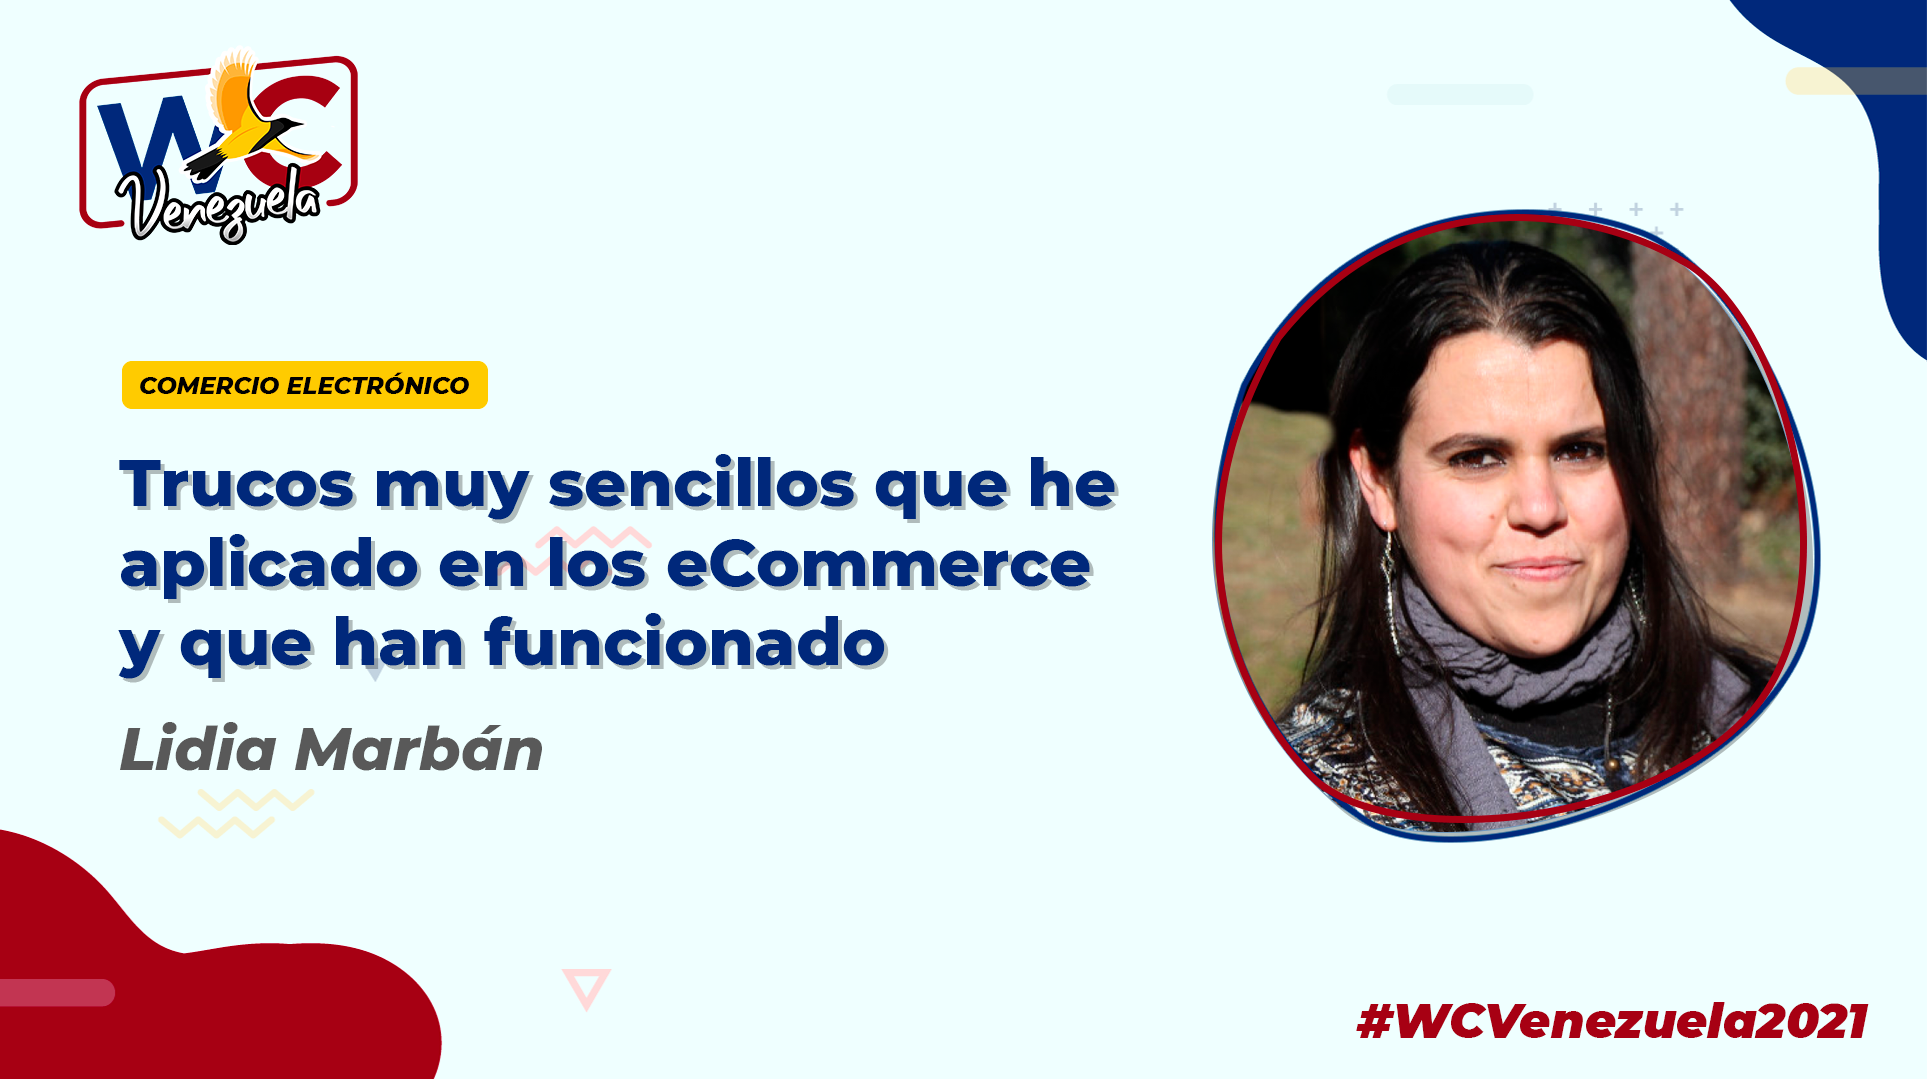 WC
Venezuela
COMERCIO ELECTRÓNICO
Trucos muy sencillos que he
aplicado en los eCommerce
y que han funcionado
Lidia Marbán
#WCVenezuela2021